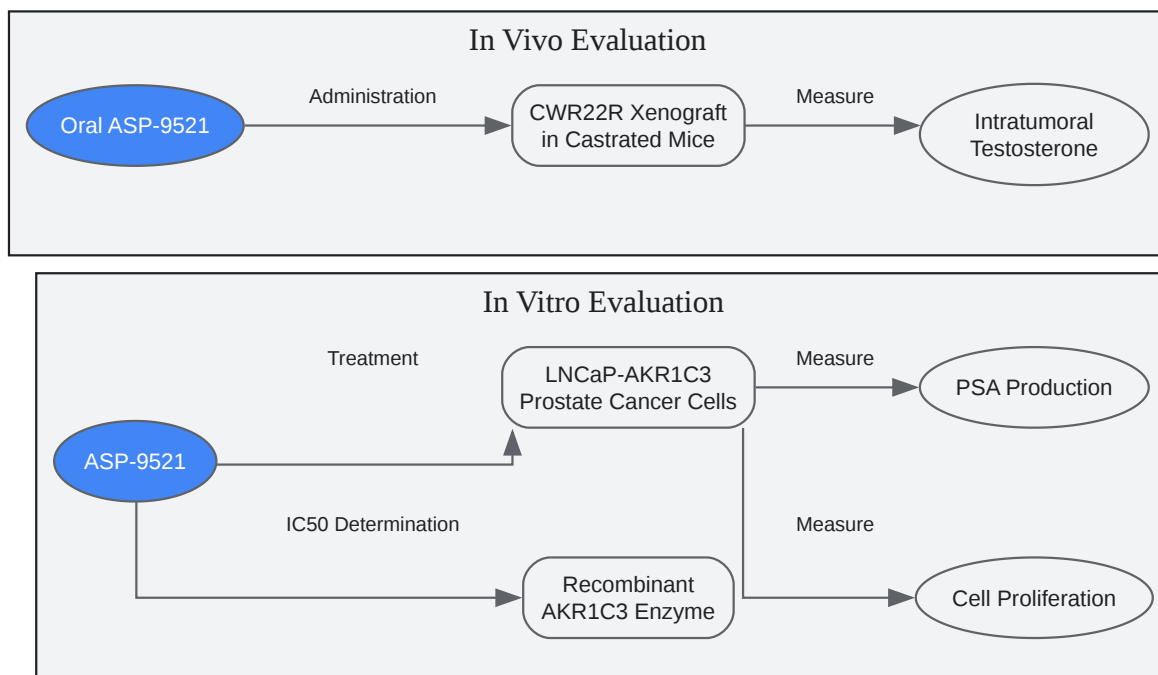 In Vivo Evaluation
Administration
Measure
Oral ASP-9521
CWR22R Xenograft
in Castrated Mice
Intratumoral
Testosterone
In Vitro Evaluation
Treatment
Measure
LNCaP-AKR1C3
Prostate Cancer Cells
PSA Production
ASP-9521
IC50 Determination
Measure
Recombinant
AKR1C3 Enzyme
Cell Proliferation